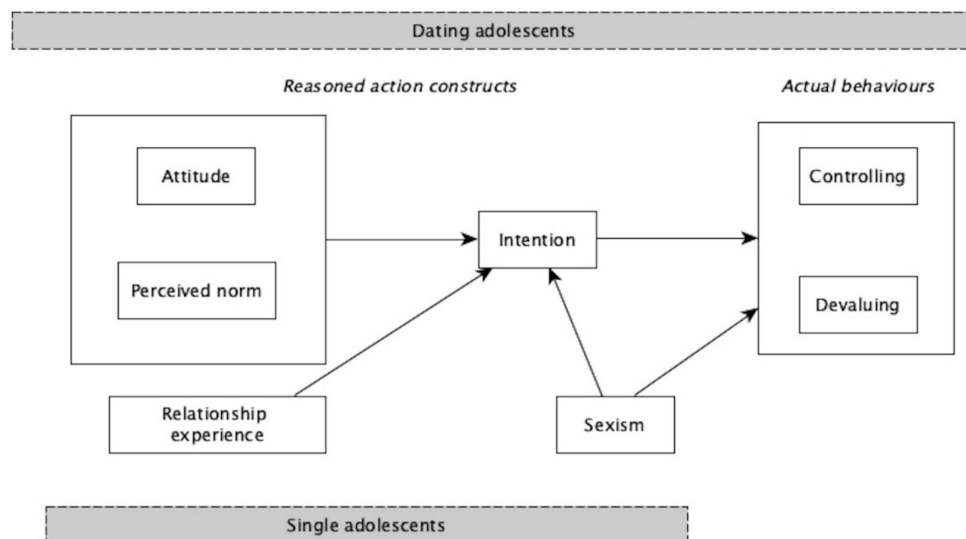 Dating adolescents
Reasoned action constructs
Actual behaviours
Attitude
Controlling
Intention
Perceived norm
Devaluing
Relationship
experience
Sexism
Single adolescents